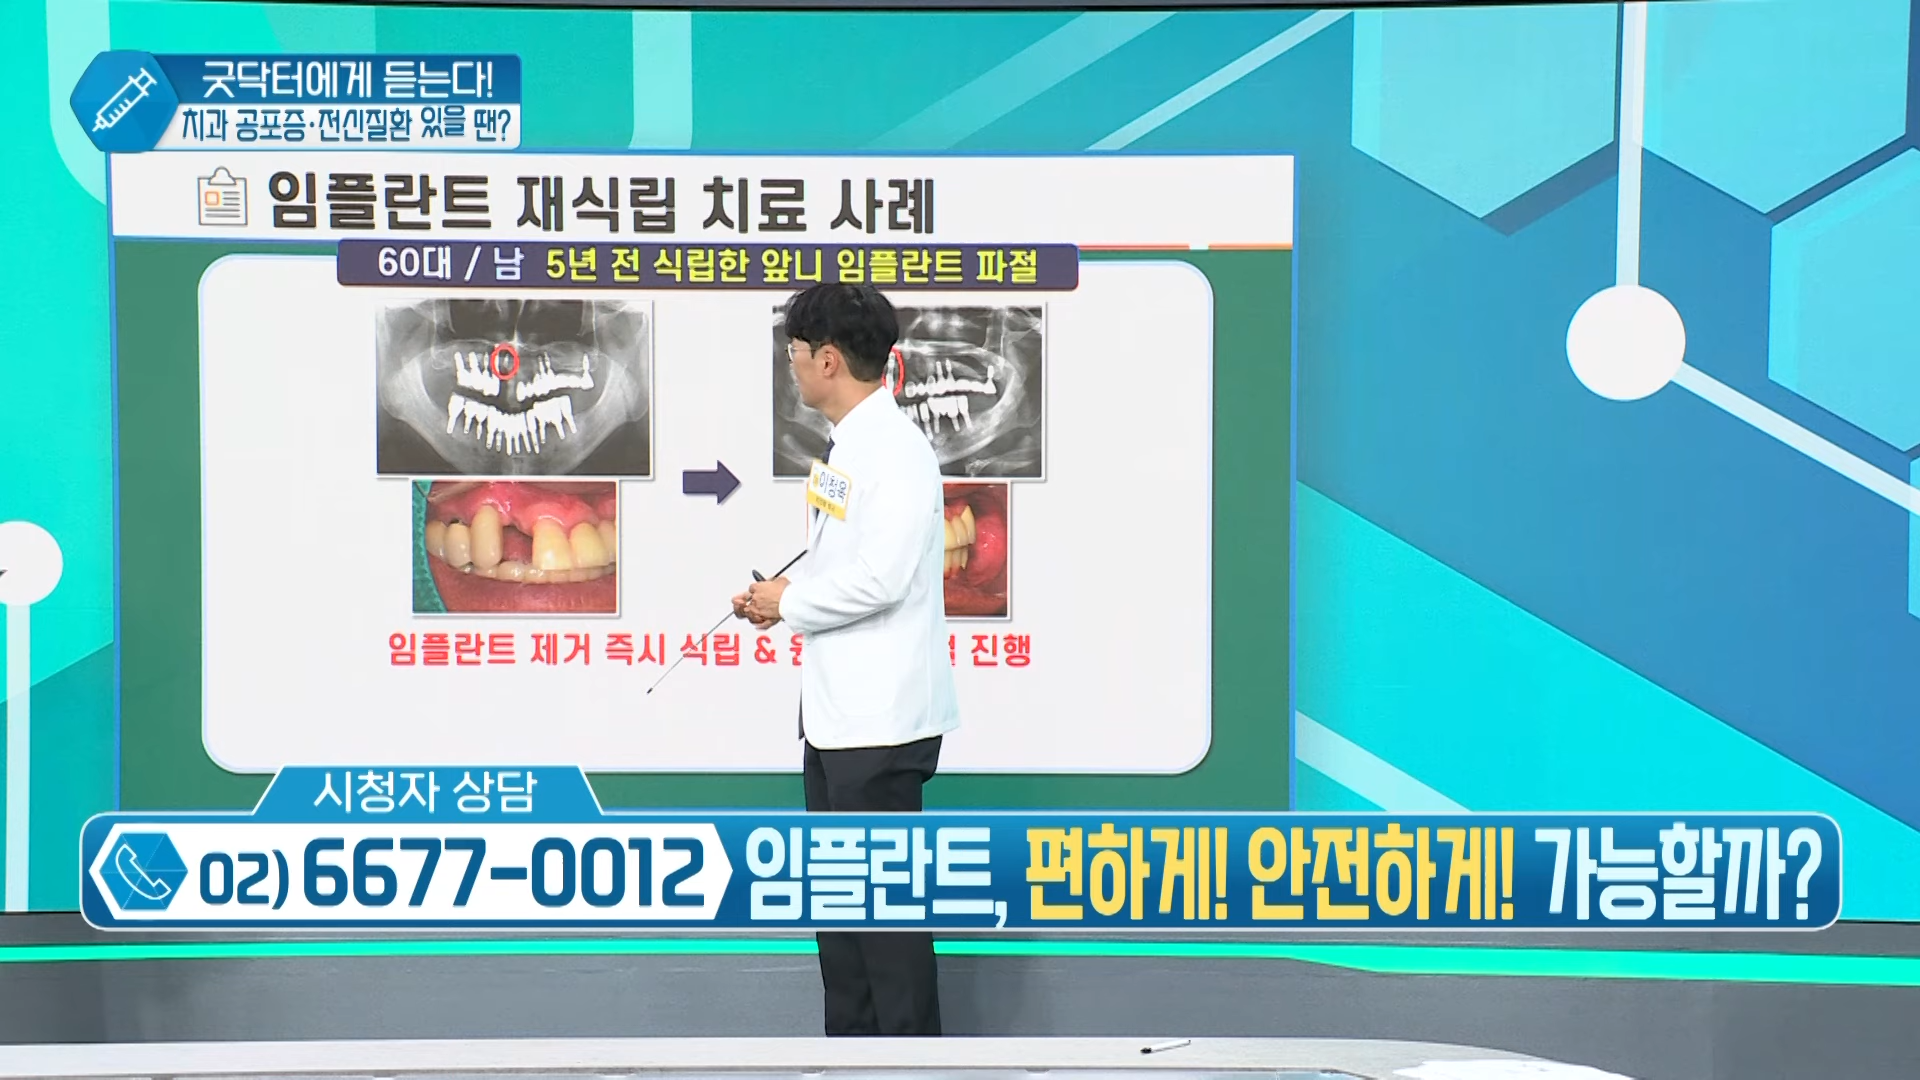 굿닥터에게 듣는다!
치과 공포증·전신질환 있을 땐?
임플란트 재식립 치료 사례
60대 / 남 5년 전 식립한 앞니 임플란트 파절
이정욱
임플란트 제거 즉시 식립 & 진행
시청자 상담
02) 6677-0012 임플란트, 편하게! 안전하게! 가능할까?